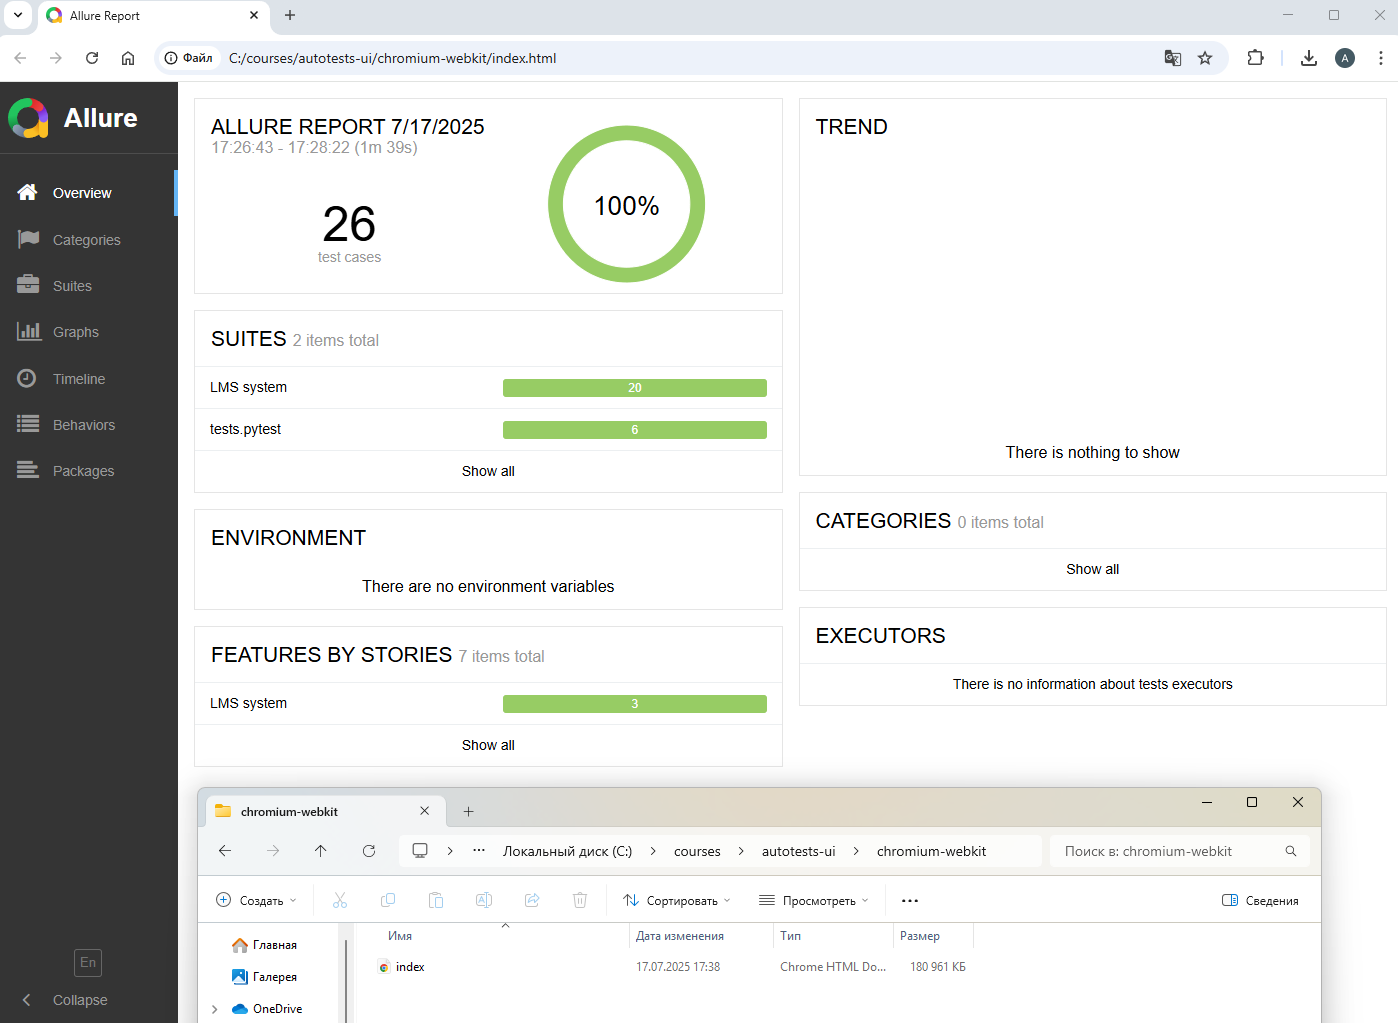 Allure Report
Файл
C:/courses/autotests-ui/chromium-webkit/index.html
A
Allure
Overview
Categories
Suites
Graphs
Timeline
Behaviors
Packages
En
Collapse
ALLURE REPORT 7/17/2025
17:26:43 - 17:28:22 (1m 39s)
26
test cases
100%
SUITES 2 items total
LMS system 20
tests.pytest 6
Show all
ENVIRONMENT
There are no environment variables
FEATURES BY STORIES 7 items total
LMS system 3
Show all
TREND
There is nothing to show
CATEGORIES 0 items total
Show all
EXECUTORS
There is no information about tests executors
chromium-webkit
Локальный диск (C:) courses autotests-ui chromium-webkit
Поиск в: chromium-webkit
Создать Сортировать Просмотреть Сведения
Главная
Галерея
OneDrive
Имя Дата изменения Тип Размер
index 17.07.2025 17:38 Chrome HTML Do... 180 961 КБ